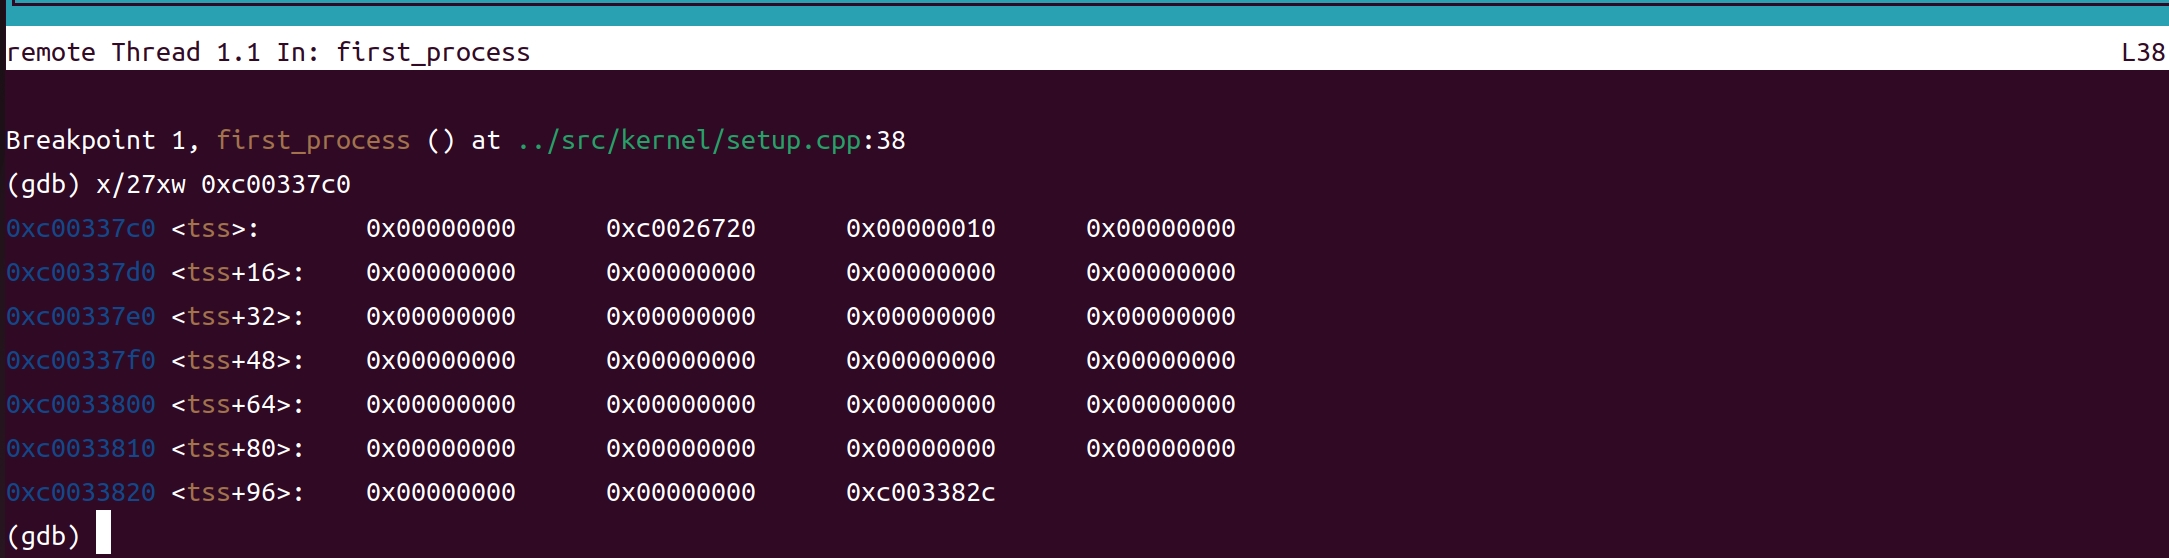 remote Thread 1.1 In: first_process L38
Breakpoint 1, first_process () at ../src/kernel/setup.cpp:38
(gdb) x/27xw 0xc00337c0
0xc00337c0 <tss>: 0x00000000 0xc0026720 0x00000010 0x00000000
0xc00337d0 <tss+16>: 0x00000000 0x00000000 0x00000000 0x00000000
0xc00337e0 <tss+32>: 0x00000000 0x00000000 0x00000000 0x00000000
0xc00337f0 <tss+48>: 0x00000000 0x00000000 0x00000000 0x00000000
0xc0033800 <tss+64>: 0x00000000 0x00000000 0x00000000 0x00000000
0xc0033810 <tss+80>: 0x00000000 0x00000000 0x00000000 0x00000000
0xc0033820 <tss+96>: 0x00000000 0x00000000 0xc003382c
(gdb)